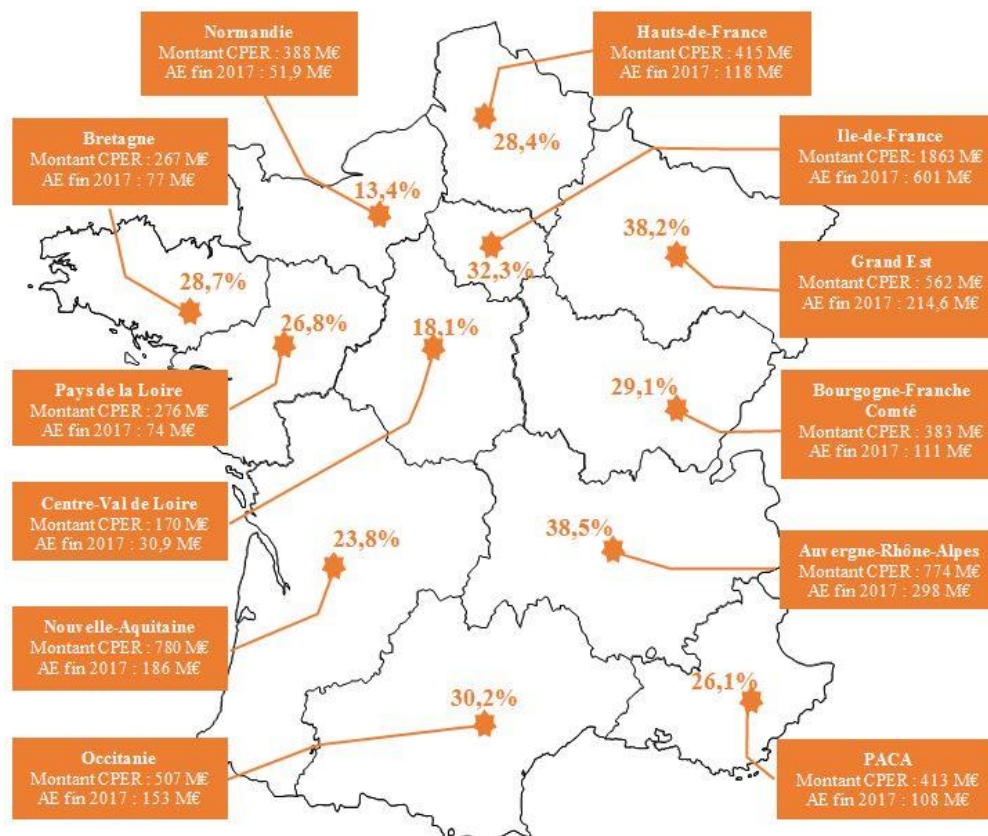 Normandie
Montant CPER : 388 M€
AE fin 2017 : 51,9 M€
Hauts-de-France
Montant CPER : 415 M€
AE fin 2017 : 118 M€
Bretagne
Montant CPER : 267 M€
AE fin 2017 : 77 M€
Ile-de-France
Montant CPER : 1863 M€
AE fin 2017 : 601 M€
28,4%
13,4%
38,2%
32,3%
Grand Est
Montant CPER : 562 M€
AE fin 2017 : 214,6 M€
28,7%
26,8%
18,1%
Pays de la Loire
Montant CPER : 276 M€
AE fin 2017 : 74 M€
29,1%
Bourgogne-Franche
Comté
Montant CPER : 383 M€
AE fin 2017 : 111 M€
Centre-Val de Loire
Montant CPER : 170 M€
AE fin 2017 : 30,9 M€
23,8%
38,5%
Auvergne-Rhône-Alpes
Montant CPER : 774 M€
AE fin 2017 : 298 M€
Nouvelle-Aquitaine
Montant CPER : 780 M€
AE fin 2017 : 186 M€
30,2%
26,1%
Occitanie
Montant CPER : 507 M€
AE fin 2017 : 153 M€
PACA
Montant CPER : 413 M€
AE fin 2017 : 108 M€